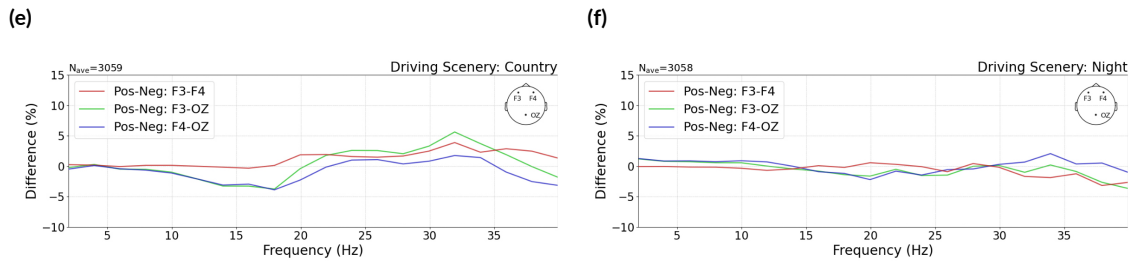 (e)
N_ave=3059
Driving Scenery: Country
Difference (%)
15
10
5
0
−5
−10
Pos-Neg: F3-F4
Pos-Neg: F3-OZ
Pos-Neg: F4-OZ
F3 F4
OZ
5 10 15 20 25 30 35
Frequency (Hz)
(f)
N_ave=3058
Driving Scenery: Night
Difference (%)
15
10
5
0
−5
−10
Pos-Neg: F3-F4
Pos-Neg: F3-OZ
Pos-Neg: F4-OZ
F3 F4
OZ
5 10 15 20 25 30 35
Frequency (Hz)